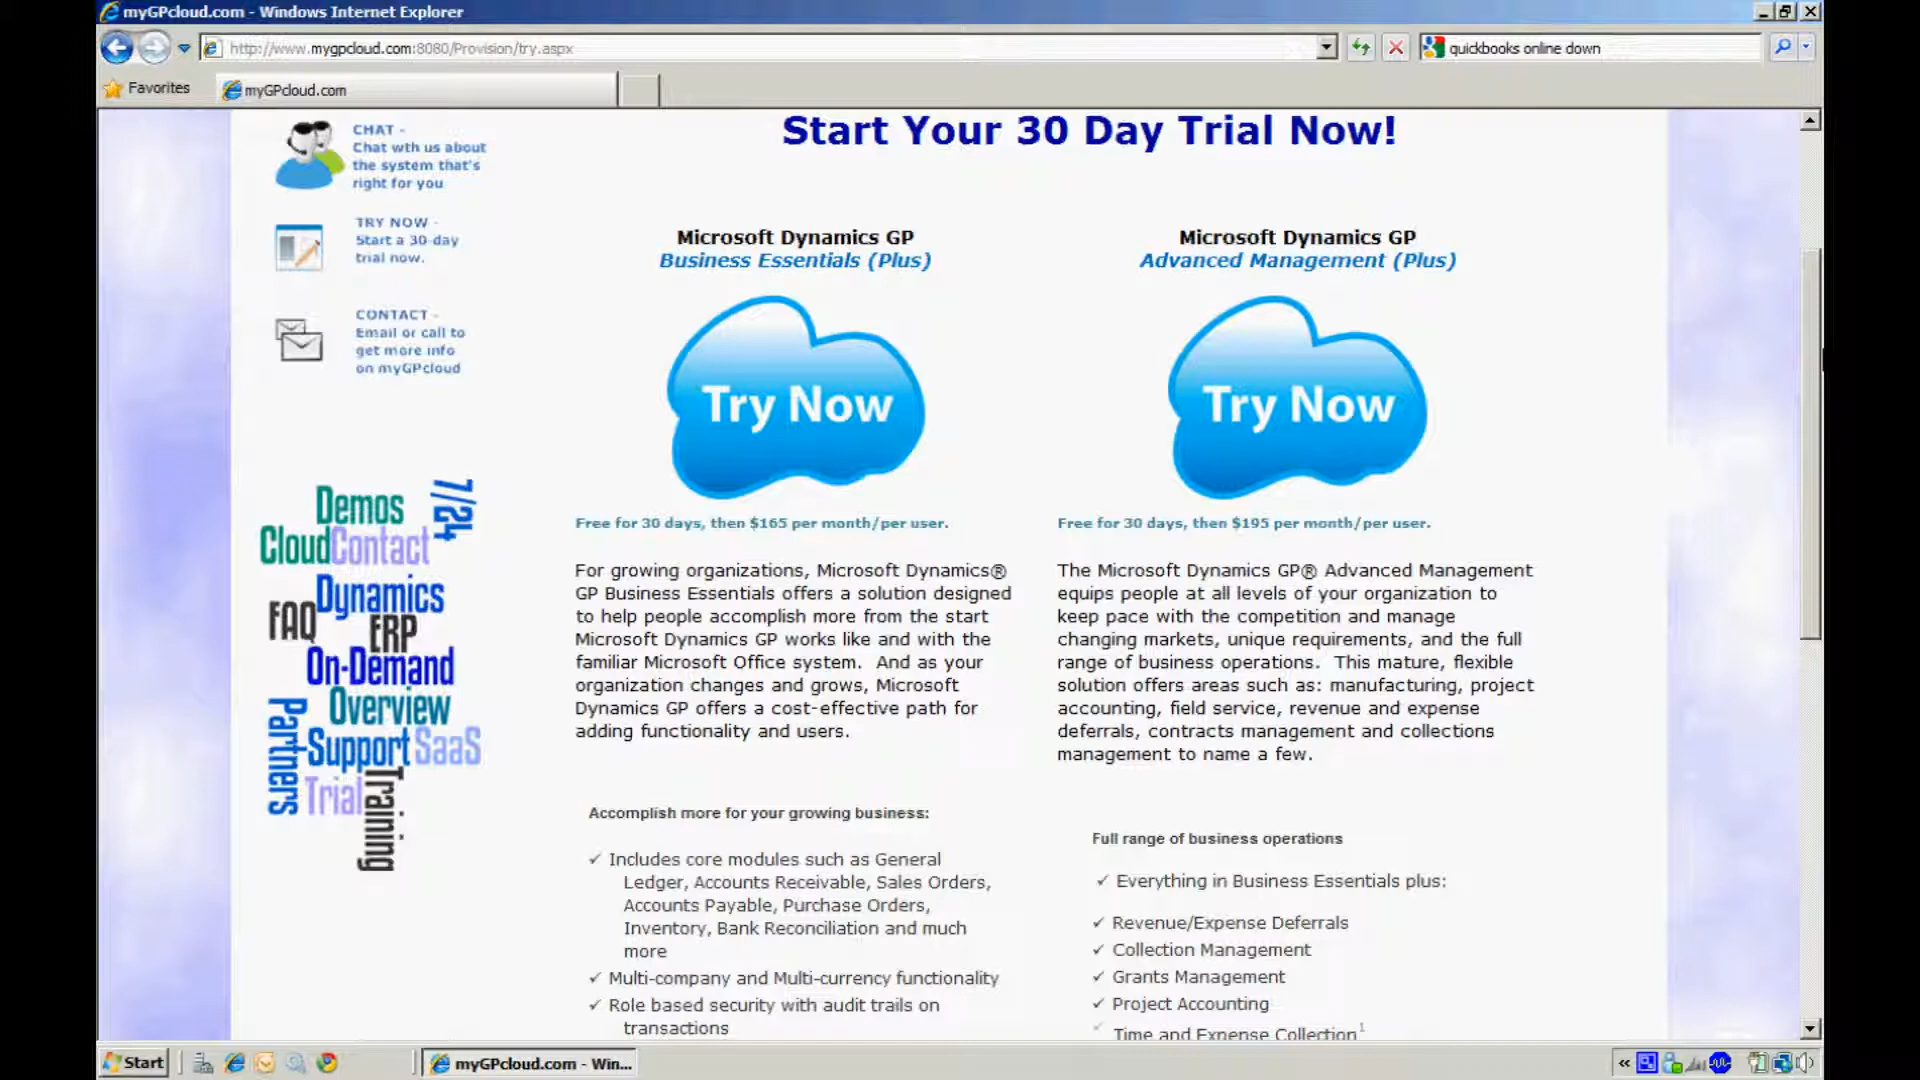 myGPcloud.com - Windows Internet Explorer
http://www.mygpcloud.com:8080/Provision/try.aspx
quickbooks online down
Favorites
myGPcloud.com
CHAT -
Chat wth us about
the system that's
right for you
TRY NOW -
Start a 30-day
trial now.
CONTACT -
Email or call to
get more info
on myGPcloud
Demos
7/24
CloudContact
Dynamics
FAQ
ERP
On-Demand
Overview
Partners
Support SaaS
Trial
Training
Start Your 30 Day Trial Now!
Microsoft Dynamics GP
Business Essentials (Plus)
Try Now
Free for 30 days, then $165 per month/per user.
For growing organizations, Microsoft Dynamics®
GP Business Essentials offers a solution designed
to help people accomplish more from the start
Microsoft Dynamics GP works like and with the
familiar Microsoft Office system.  And as your
organization changes and grows, Microsoft
Dynamics GP offers a cost-effective path for
adding functionality and users.
Accomplish more for your growing business:
✓ Includes core modules such as General
Ledger, Accounts Receivable, Sales Orders,
Accounts Payable, Purchase Orders,
Inventory, Bank Reconciliation and much
more
✓ Multi-company and Multi-currency functionality
✓ Role based security with audit trails on
transactions
Microsoft Dynamics GP
Advanced Management (Plus)
Try Now
Free for 30 days, then $195 per month/per user.
The Microsoft Dynamics GP® Advanced Management
equips people at all levels of your organization to
keep pace with the competition and manage
changing markets, unique requirements, and the full
range of business operations.  This mature, flexible
solution offers areas such as: manufacturing, project
accounting, field service, revenue and expense
deferrals, contracts management and collections
management to name a few.
Full range of business operations
✓ Everything in Business Essentials plus:
✓ Revenue/Expense Deferrals
✓ Collection Management
✓ Grants Management
✓ Project Accounting
✓ Time and Expense Collection¹
Start
myGPcloud.com - Win...